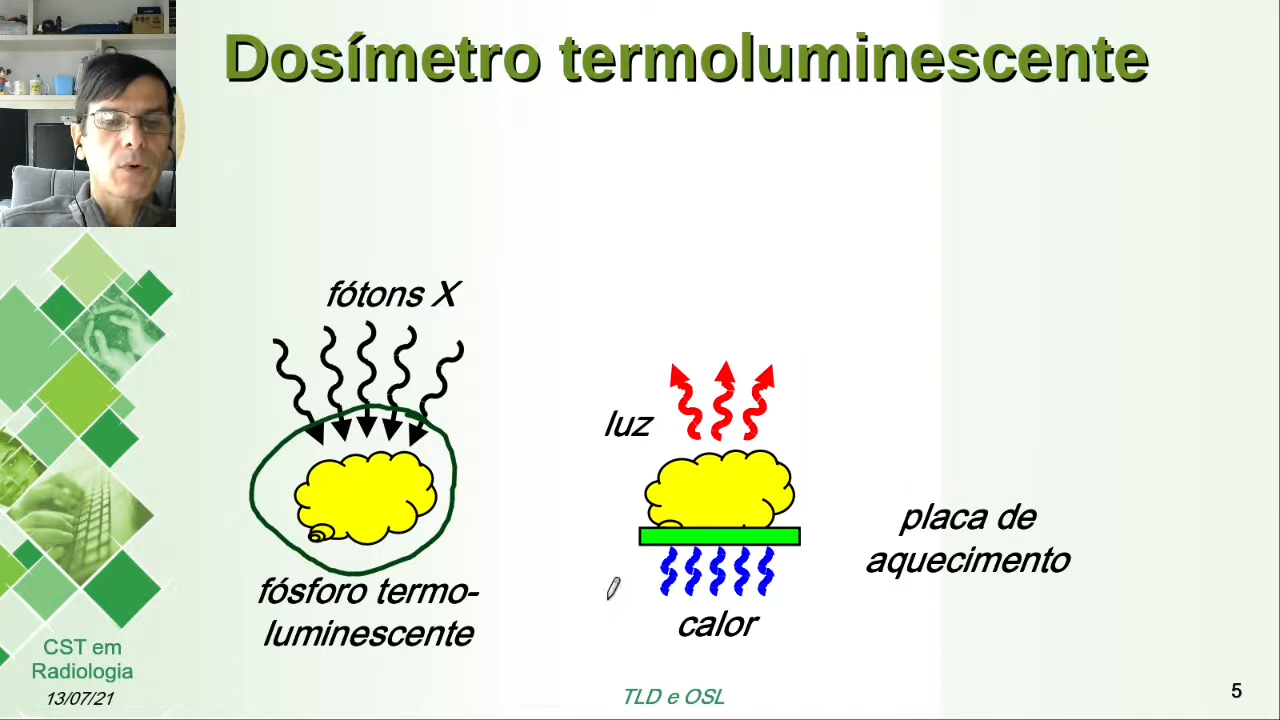 Dosímetro termoluminescente
fótons X
luz
placa de
aquecimento
fósforo termo-
luminescente
calor
CST em
Radiologia
13/07/21
TLD e OSL
5